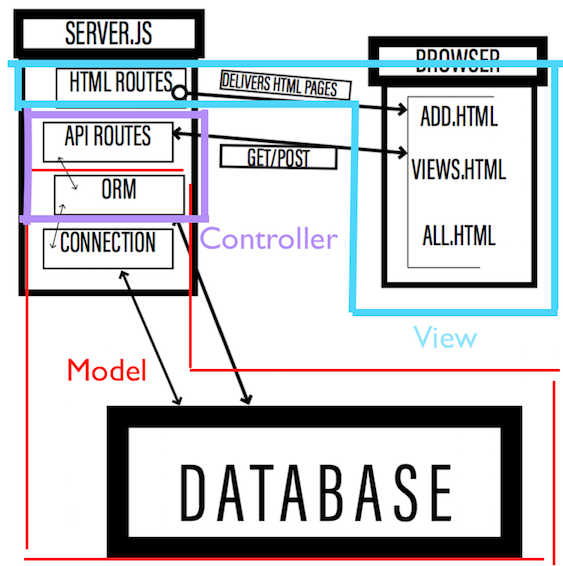 SERVER.JS
BROWSER
HTML ROUTES
DELIVERS HTML PAGES
ADD.HTML
API ROUTES
GET/POST
VIEWS.HTML
ORM
Controller
ALL.HTML
CONNECTION
View
Model
DATABASE